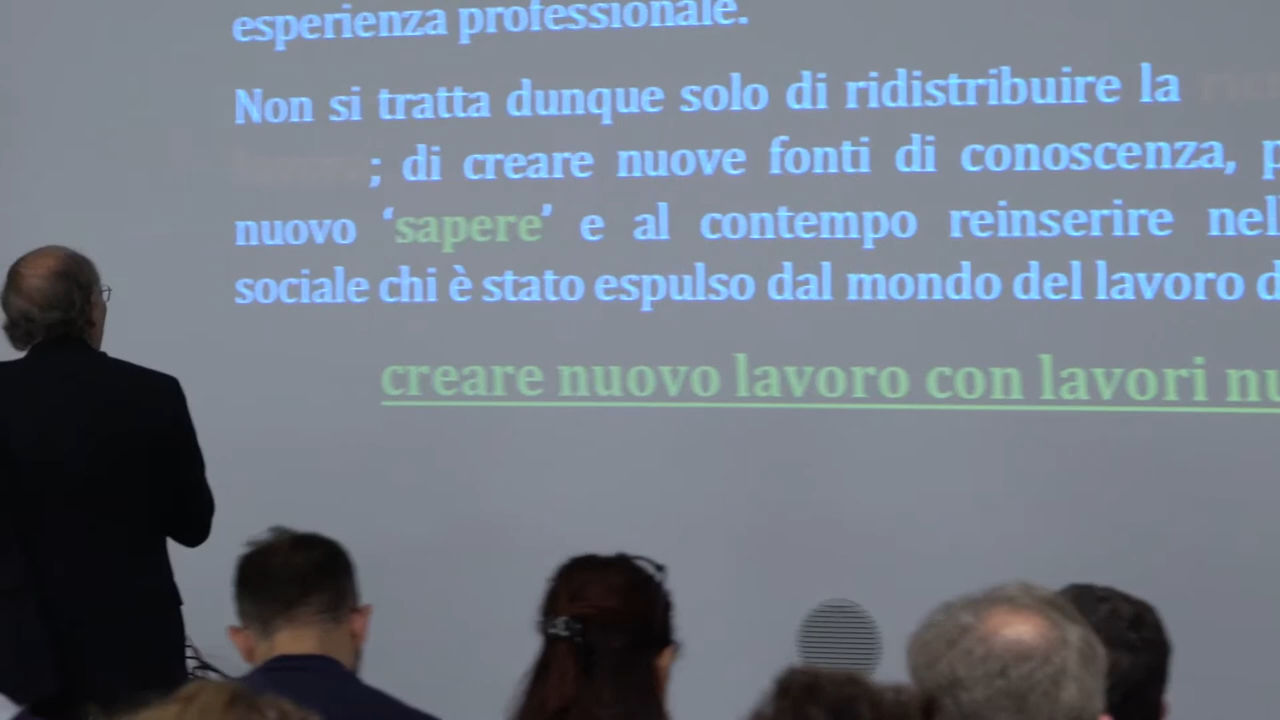 esperienza professionale.
Non si tratta dunque solo di ridistribuire la
; di creare nuove fonti di conoscenza,
nuovo ‘sapere’ e al contempo reinserire nel
sociale chi è stato espulso dal mondo del lavoro
creare nuovo lavoro con lavori